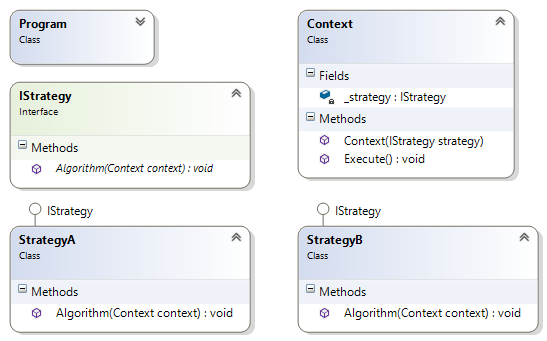 Program
Class
Context
Class
Fields
_strategy : IStrategy
Methods
Context(IStrategy strategy)
Execute() : void
IStrategy
Interface
Methods
Algorithm(Context context) : void
IStrategy
StrategyA
Class
Methods
Algorithm(Context context) : void
IStrategy
StrategyB
Class
Methods
Algorithm(Context context) : void